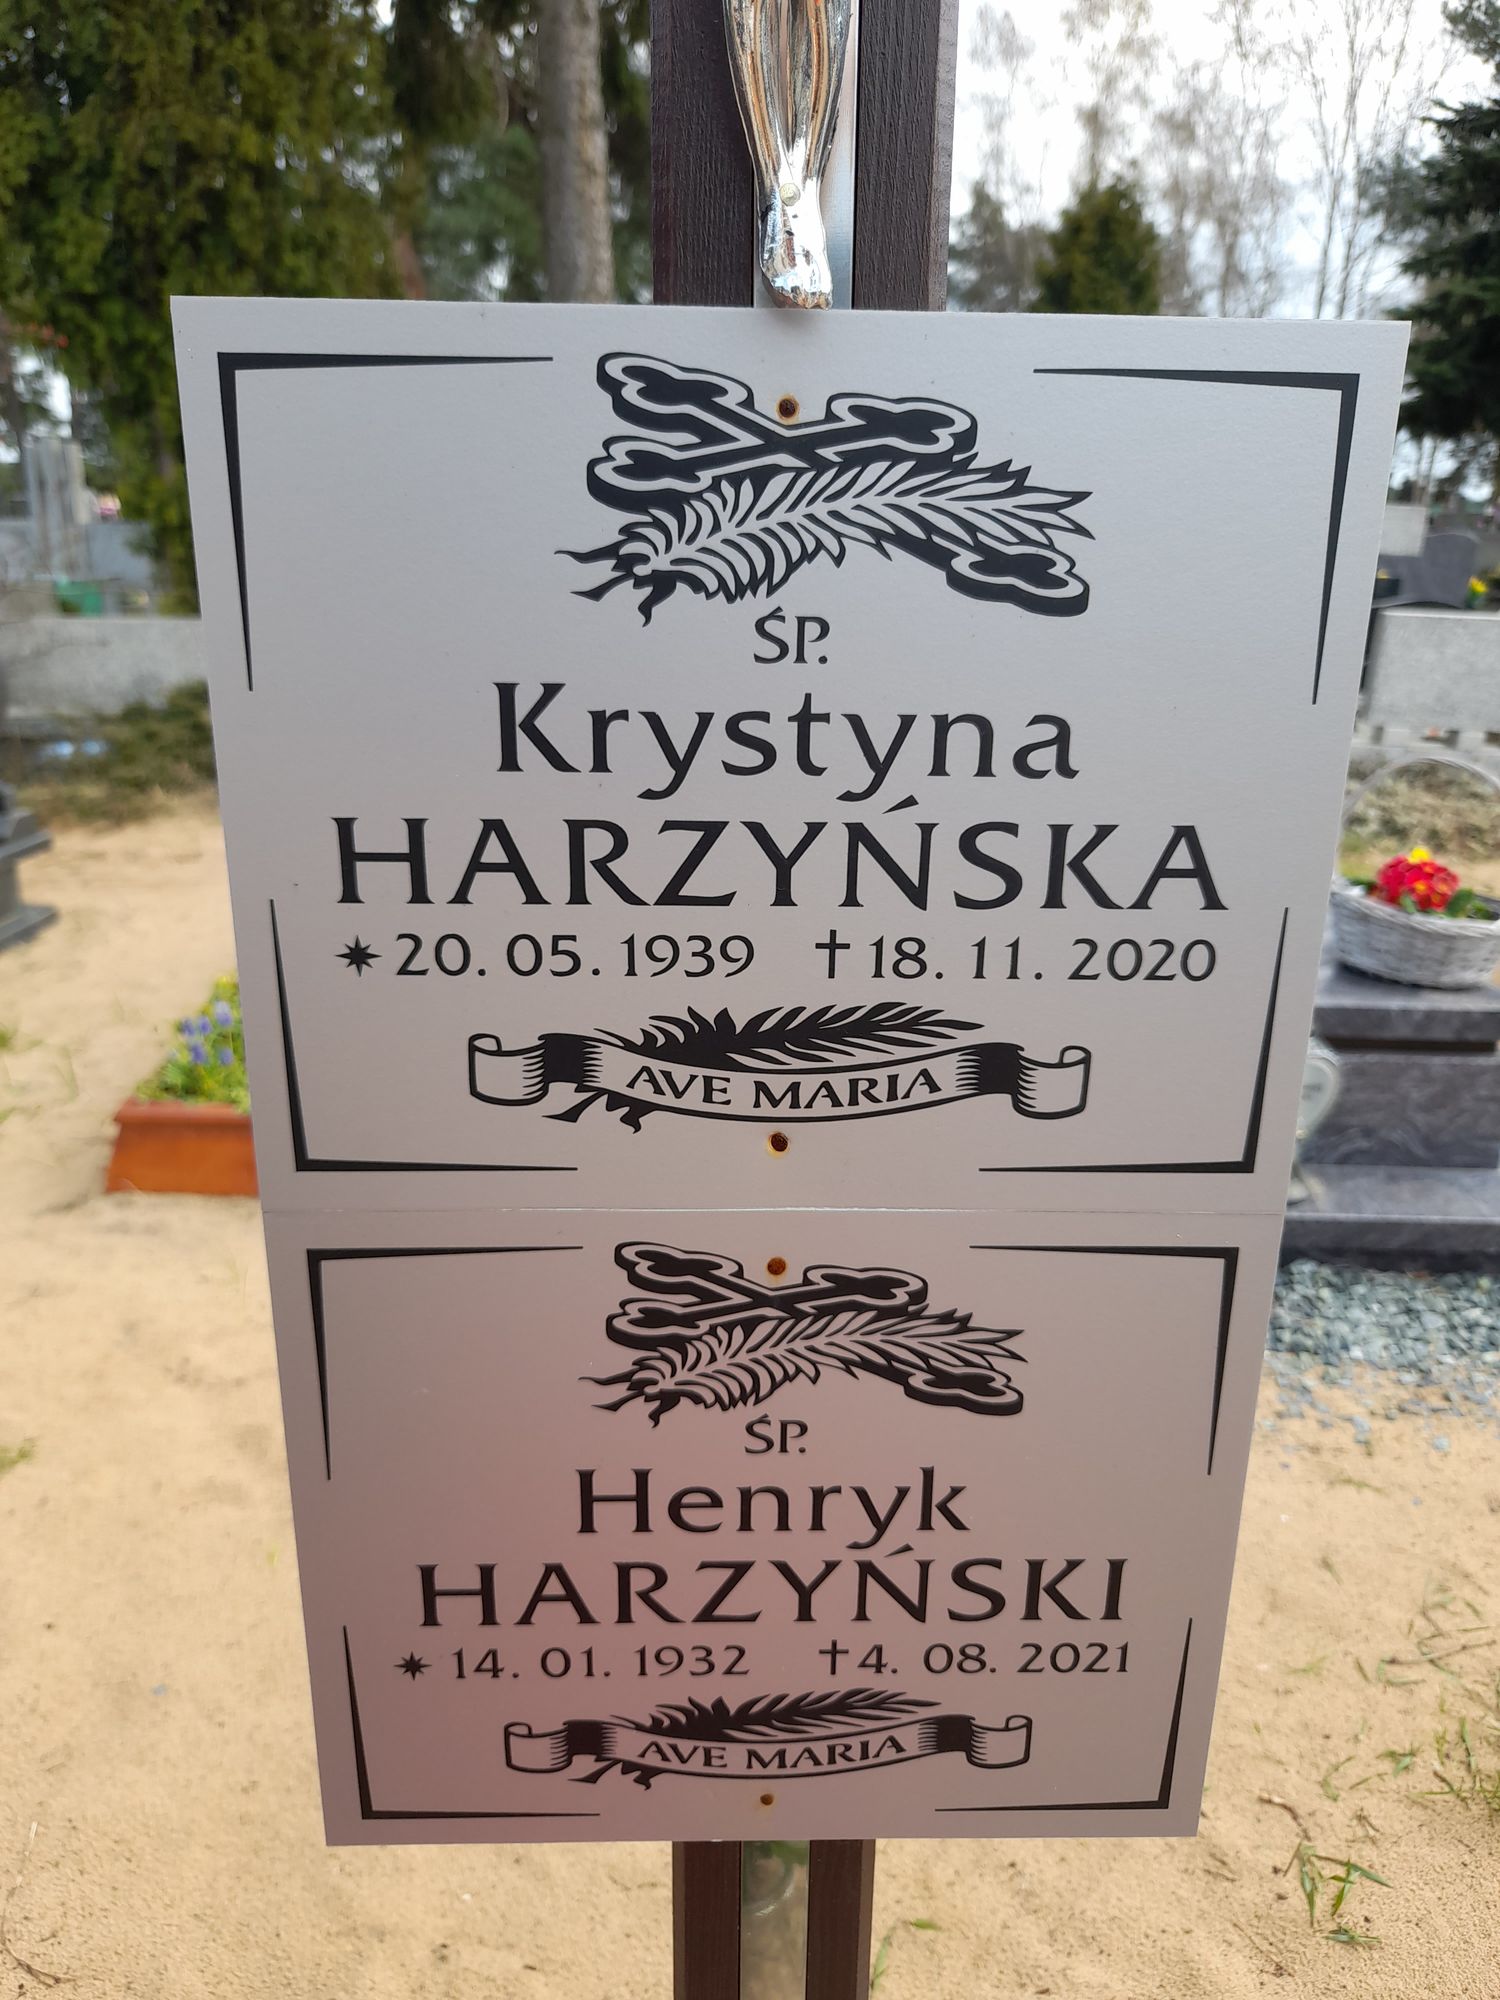 ŚP.
Krystyna
HARZYŃSKA
✴20. 05. 1939 †18. 11. 2020
AVE MARIA
ŚP.
Henryk
HARZYŃSKI
✴14. 01. 1932 †4. 08. 2021
AVE MARIA